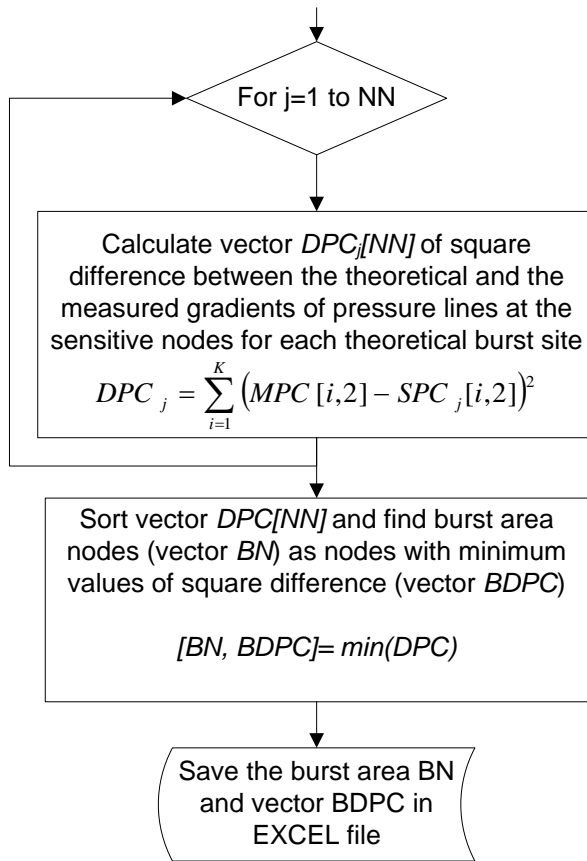 For j=1 to NN
Calculate vector DPCj[NN] of square
difference between the theoretical and the
measured gradients of pressure lines at the
sensitive nodes for each theoretical burst site
DPC j = ∑_{i=1}^{K} (MPC [i,2] − SPC j[i,2])²
Sort vector DPC[NN] and find burst area
nodes (vector BN) as nodes with minimum
values of square difference (vector BDPC)
[BN, BDPC]= min(DPC)
Save the burst area BN
and vector BDPC in
EXCEL file